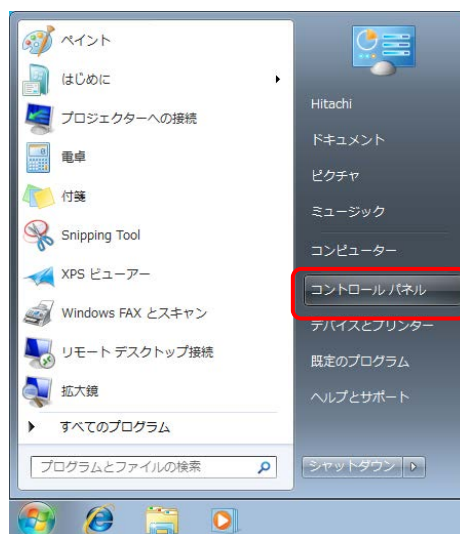 ペイント
はじめに
プロジェクターへの接続
電卓
付箋
Snipping Tool
XPS ビューアー
Windows FAX とスキャン
リモート デスクトップ接続
拡大鏡
すべてのプログラム
プログラムとファイルの検索
Hitachi
ドキュメント
ピクチャ
ミュージック
コンピューター
コントロール パネル
デバイスとプリンター
既定のプログラム
ヘルプとサポート
シャットダウン